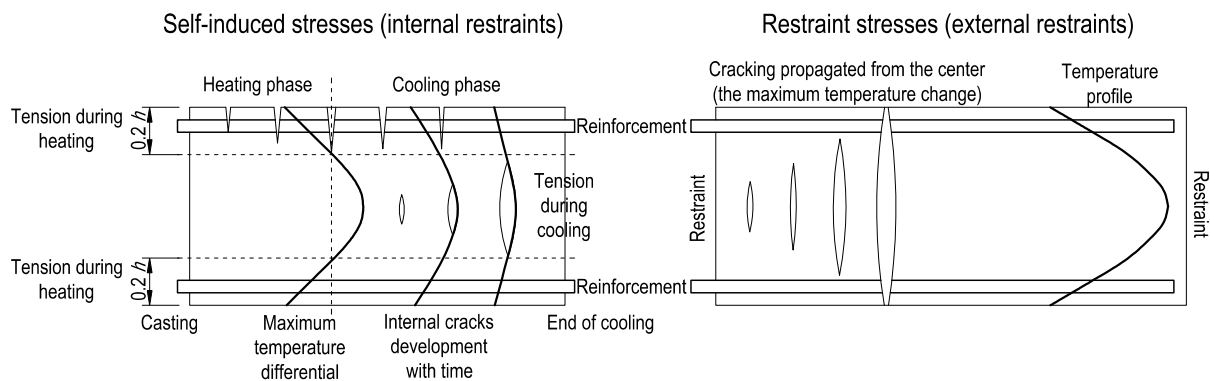 Self-induced stresses (internal restraints)
Heating phase
Cooling phase
Tension during
heating
0.2 h
Reinforcement
Tension
during
cooling
Tension during
heating
0.2 h
Reinforcement
Casting
Maximum
temperature
differential
Internal cracks
development
with time
End of cooling
Restraint stresses (external restraints)
Cracking propagated from the center
(the maximum temperature change)
Temperature
profile
Restraint
Restraint